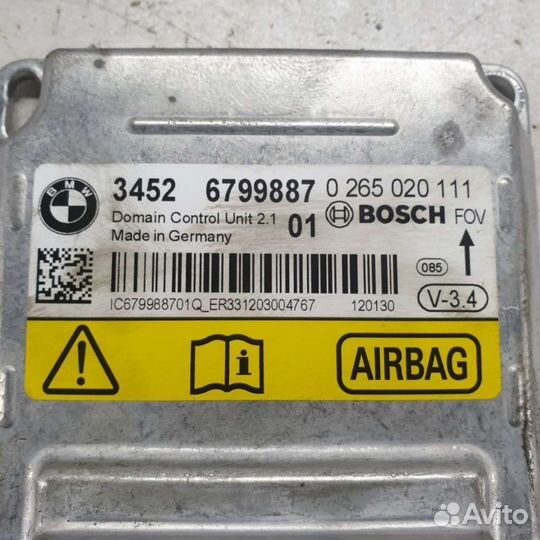 BMW
3452 6799887 0 265 020 111
Domain Control Unit 2.1 01 BOSCH FOV
Made in Germany
085
V-3.4
IC679988701Q_ER331203004767 120130
AIRBAG
Avito